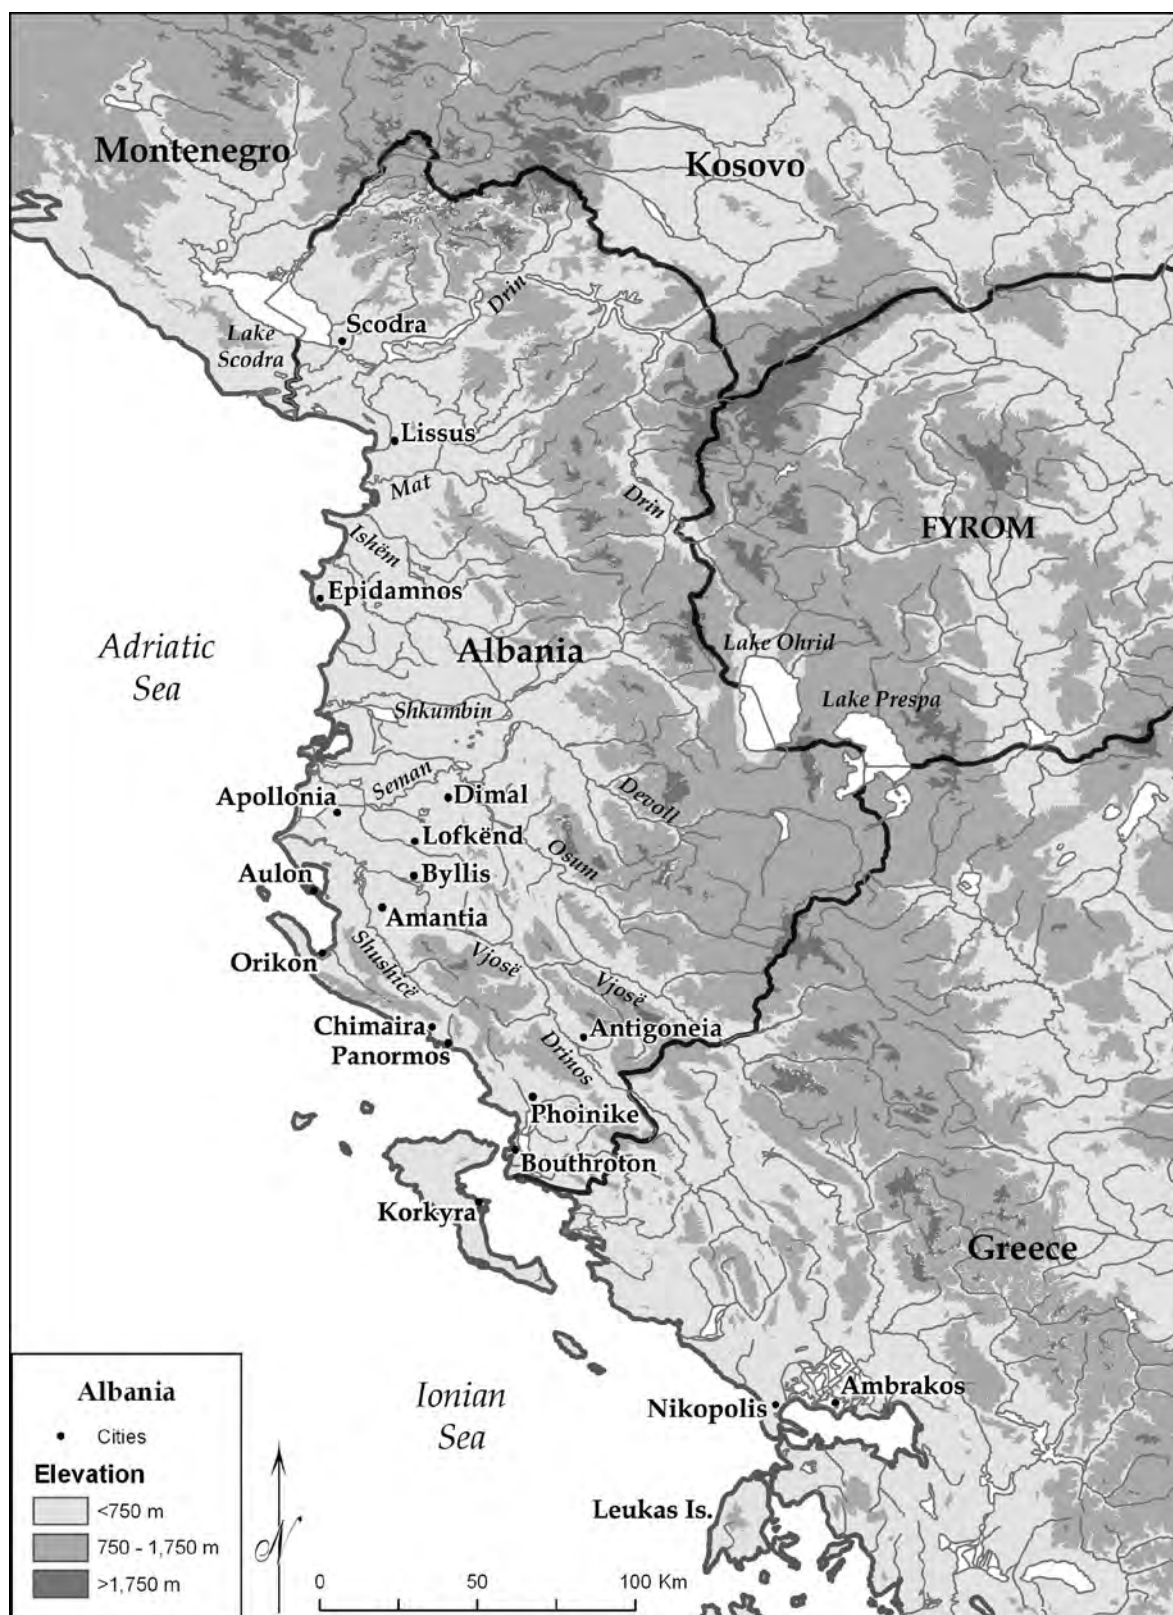 Montenegro
Kosovo
Drin
Scodra
Lake
Scodra
Lissus
Mat
Drin
Ishëm
FYROM
Epidamnos
Adriatic
Sea
Albania
Lake Ohrid
Lake Prespa
Shkumbin
Seman
Apollonia
Dimal
Devoll
Lofkënd
Osum
Aulon
Byllis
Amantia
Orikon
Shushicë
Vjosë
Vjosë
Chimaira
Antigoneia
Panormos
Drinos
Phoinike
Bouthroton
Korkyra
Greece
Ionian
Sea
Nikopolis
Ambrakos
Leukas Is.
Albania
Cities
Elevation
<750 m
750 - 1,750 m
>1,750 m
N
0 50 100 Km